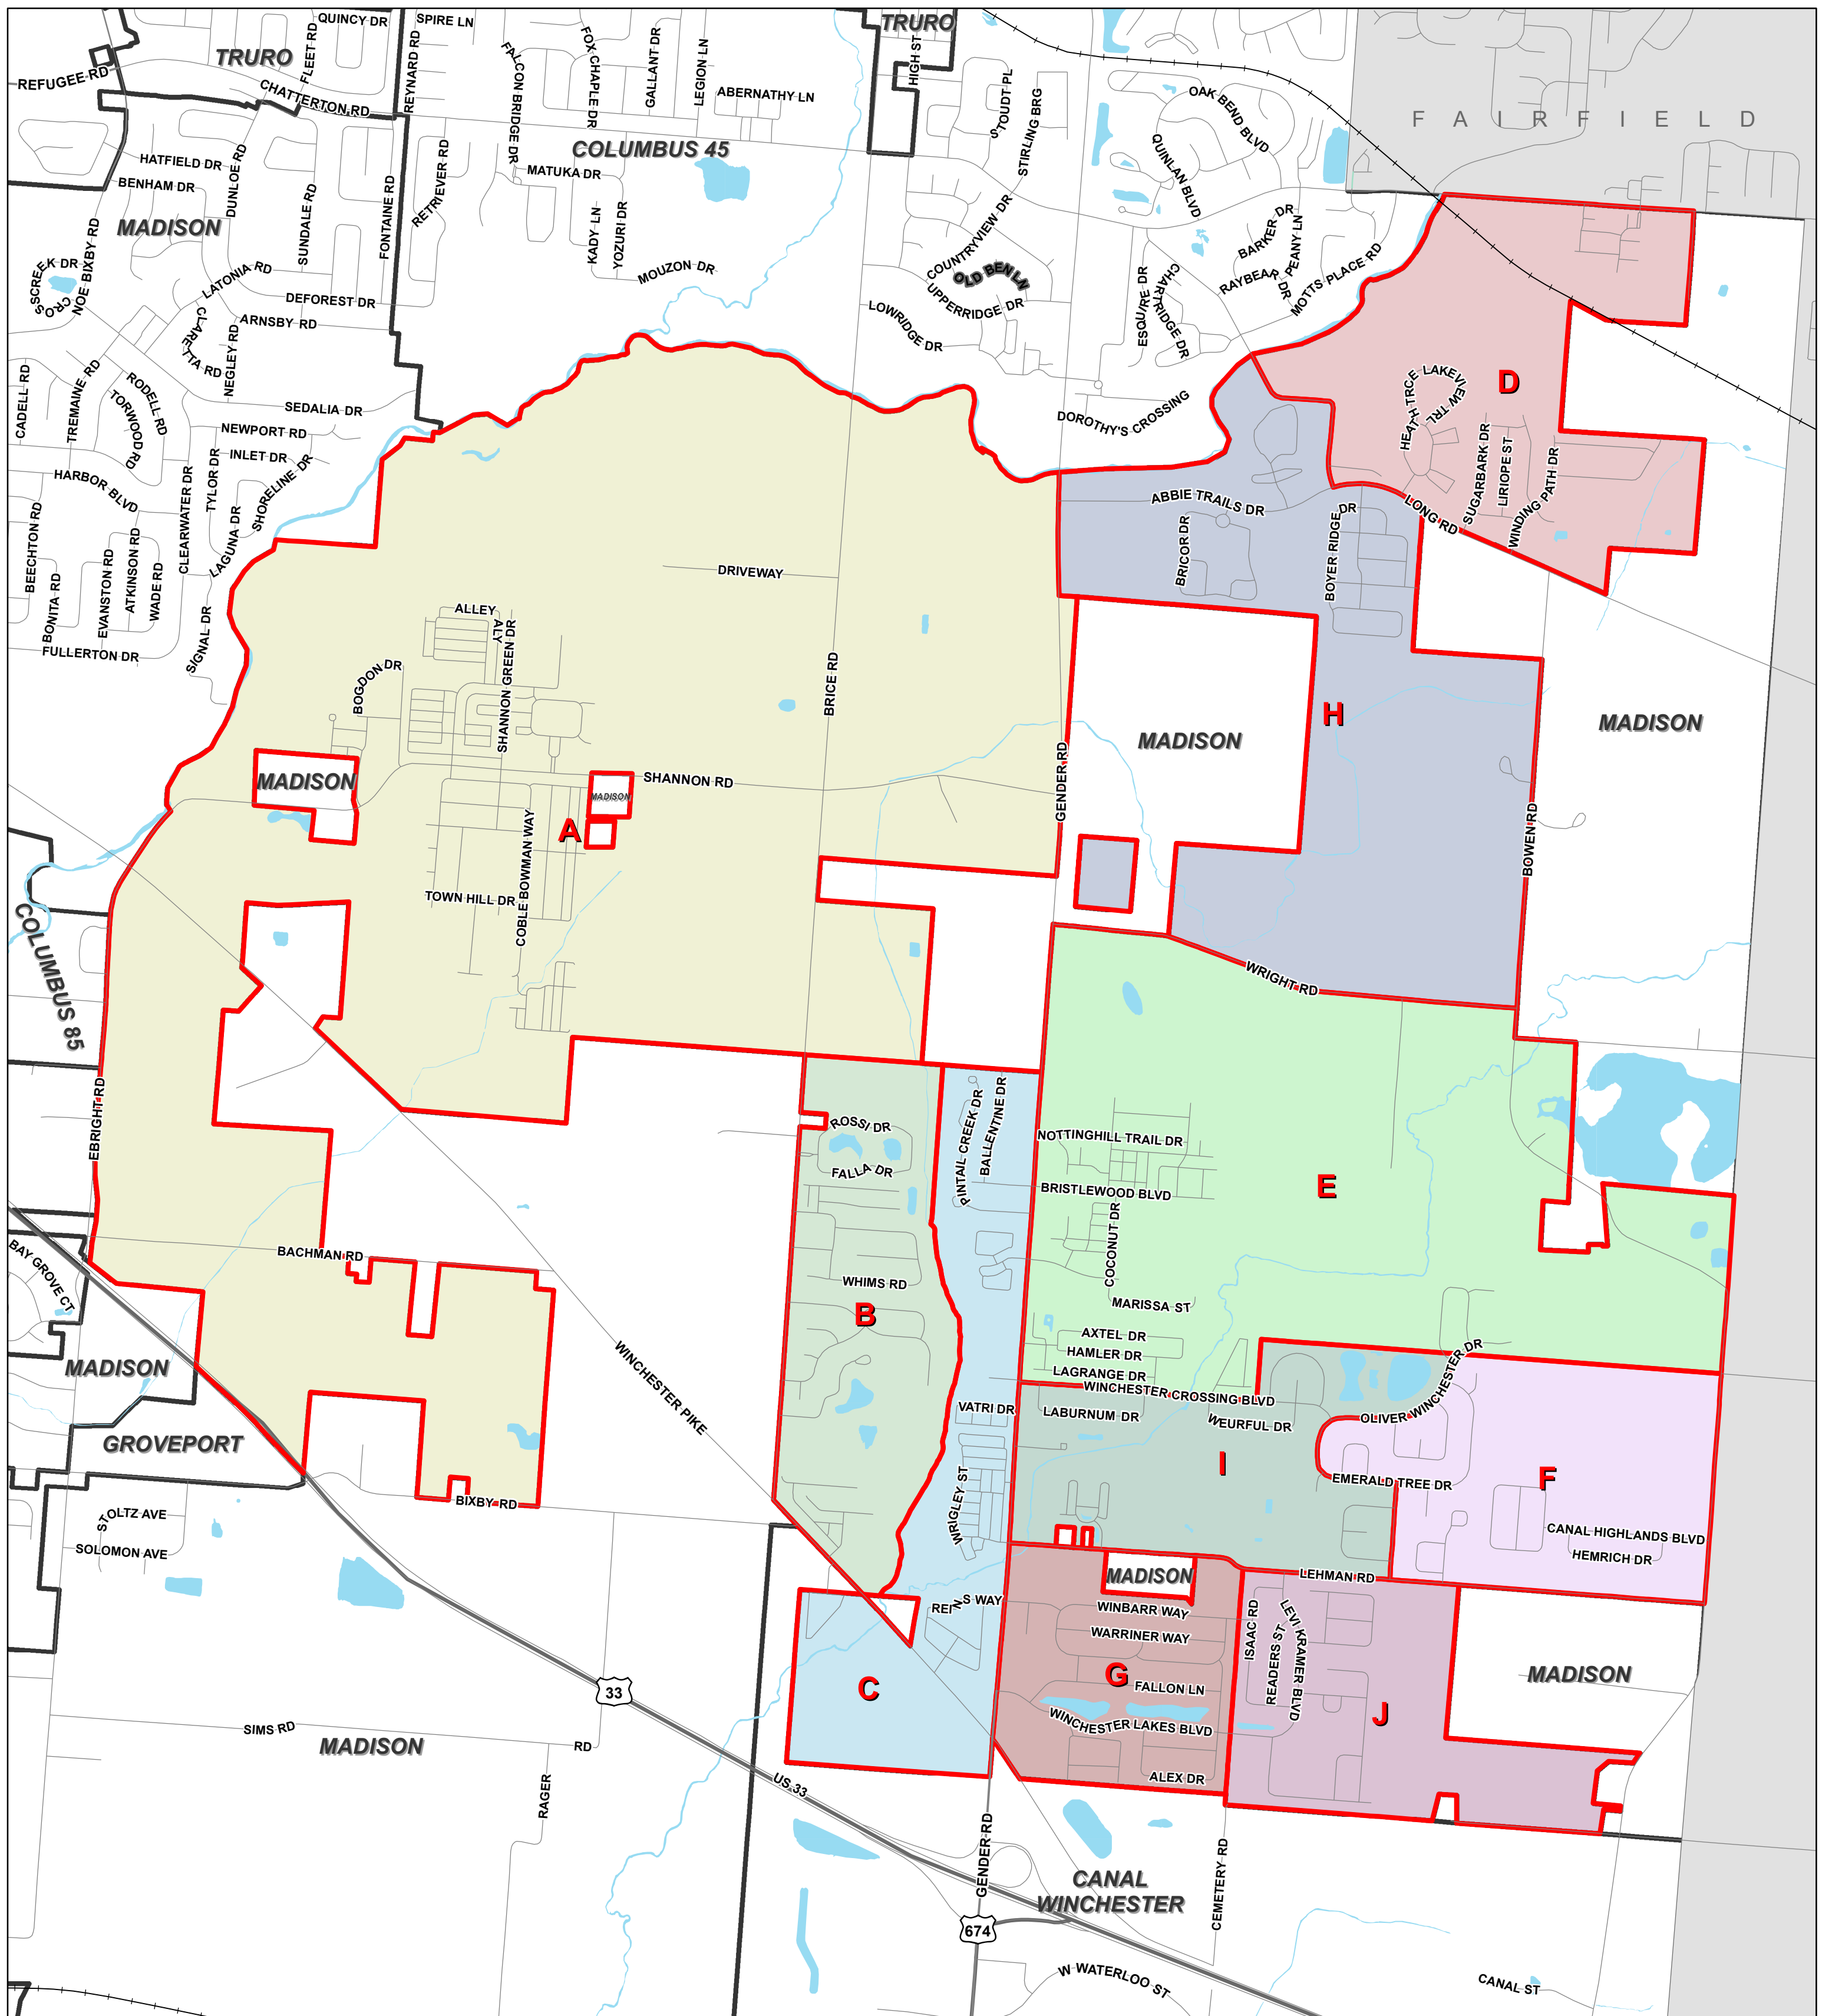 QUINCY DR
SPIRE LN
TRURO
TRURO
FLEET RD
REYNARD RD
FALCON BRIDGE DR
FOX CHAPLE DR
GALLANT DR
LEGION LN
HIGH ST
REFUGEE RD
CHATTERTON RD
ABERNATHY LN
STOUDT PL
STIRLING BRG
OAK BEND BLVD
FAIRFIELD
COLUMBUS 45
HATFIELD DR
DUNLOE RD
RETRIEVER RD
MATUKA DR
QUINLAN BLVD
BENHAM DR
SUNDALE RD
FONTAINE RD
KADY LN
YOZURI DR
COUNTRYVIEW DR
BARKER DR
PEANY LN
MADISON
NOE BIXBY RD
CROSSCREEK DR
LATONIA RD
MOUZON DR
OLD BEN LN
ESQUIRE DR
CHARTRIDGE DR
RAYBEAR DR
MOTTS PLACE RD
DEFOREST DR
UPPERRIDGE DR
ARNSBY RD
LOWRIDGE DR
CLARETTA RD
NEGLEY RD
CADELL RD
TREMAINE RD
RODELL RD
TORWOOD RD
SEDALIA DR
DOROTHY'S CROSSING
HEATH TRCE
LAKEVIEW TRL
D
NEWPORT RD
INLET DR
TYLOR DR
SHORELINE DR
HARBOR BLVD
CLEARWATER DR
LAGUNA DR
SUGARBARK DR
LIRIOPE ST
WINDING PATH DR
ABBIE TRAILS DR
LONG RD
BRICOR DR
BOYER RIDGE DR
BEECHTON RD
BONITA RD
EVANSTON RD
ATKINSON RD
WADE RD
SIGNAL DR
FULLERTON DR
DRIVEWAY
ALLEY
ALY
SHANNON GREEN RD
BOGDON DR
BRICE RD
GENDER RD
H
MADISON
MADISON
MADISON
MADISON
SHANNON RD
A
COBLE BOWMAN WAY
BOWEN RD
TOWN HILL DR
COLUMBUS 85
WRIGHT RD
EBRIGHT RD
ROSSI DR
FALLA DR
PINTAIL CREEK DR
BALLENTINE DR
NOTTINGHILL TRAIL DR
BRISTLEWOOD BLVD
E
COCONUT DR
BACHMAN RD
BAY GROVE CT
WHIMS RD
B
MARISSA ST
AXTEL DR
HAMLER DR
LAGRANGE DR
WINCHESTER CROSSING BLVD
WINCHESTER PIKE
MADISON
OLIVER WINCHESTER DR
VATRI DR
LABURNUM DR
WEURFUL DR
GROVEPORT
I
EMERALD TREE DR
F
WRIGLEY ST
BIXBY RD
STOLTZ AVE
SOLOMON AVE
CANAL HIGHLANDS BLVD
HEMRICH DR
MADISON
LEHMAN RD
REINS WAY
WINBARR WAY
WARRINER WAY
ISAAC RD
READERS ST
LEVI KRAMER BLVD
MADISON
C
G
FALLON LN
J
WINCHESTER LAKES BLVD
33
SIMS RD
MADISON
RD
RAGER
US 33
ALEX DR
GENDER RD
CEMETERY RD
CANAL
WINCHESTER
674
W WATERLOO ST
CANAL ST